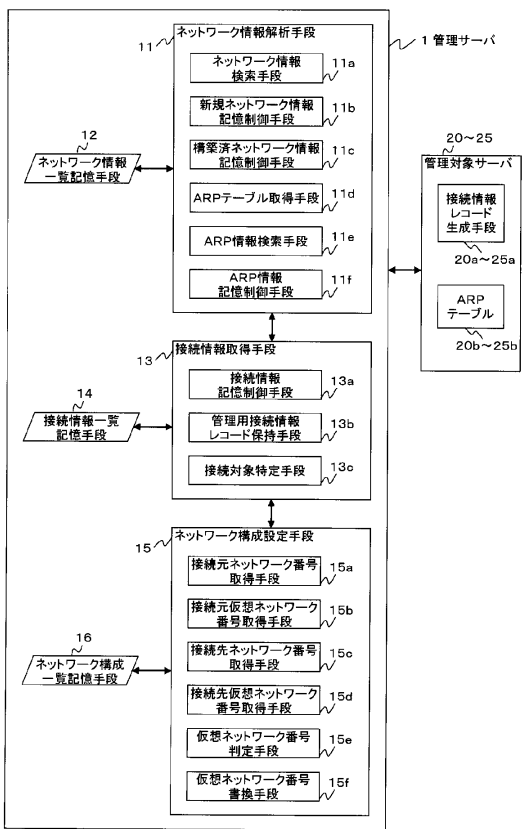 11
ネットワーク情報解析手段
1 管理サーバ
ネットワーク情報
検索手段
11a
新規ネットワーク情報
記憶制御手段
11b
構築済ネットワーク情報
記憶制御手段
11c
ARPテーブル取得手段
11d
ARP情報検索手段
11e
ARP情報
記憶制御手段
11f
12
ネットワーク情報
一覧記憶手段
20～25
管理対象サーバ
接続情報
レコード
生成手段
20a～25a
ARP
テーブル
20b～25b
13
接続情報取得手段
接続情報
記憶制御手段
13a
管理用接続情報
レコード保持手段
13b
接続対象特定手段
13c
14
接続情報一覧
記憶手段
15
ネットワーク構成設定手段
接続元ネットワーク番号
取得手段
15a
接続元仮想ネットワーク
番号取得手段
15b
接続先ネットワーク番号
取得手段
15c
接続先仮想ネットワーク
番号取得手段
15d
仮想ネットワーク番号
判定手段
15e
仮想ネットワーク番号
書換手段
15f
16
ネットワーク構成
一覧記憶手段